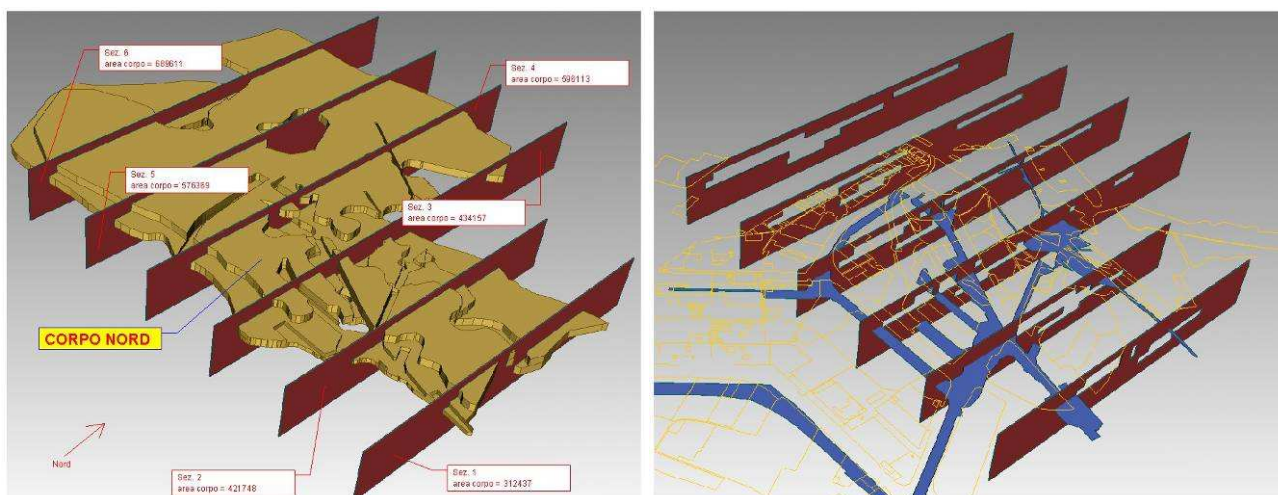 Sez. 6
area corpo = 689611
Sez. 4
area corpo = 598113
Sez. 5
area corpo = 576369
Sez. 3
area corpo = 434157
CORPO NORD
Nord
Sez. 2
area corpo = 421748
Sez. 1
area corpo = 312437